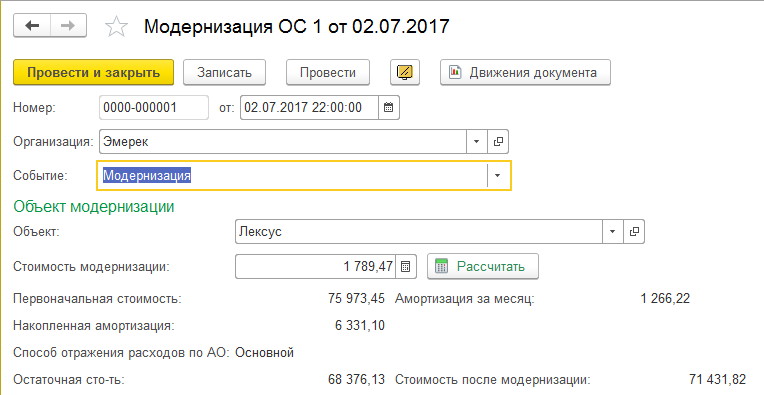 Модернизация ОС 1 от 02.07.2017
Провести и закрыть Записать Провести Движения документа
Номер: 0000-000001 от: 02.07.2017 22:00:00
Организация: Эмерек
Событие: Модернизация
Объект модернизации
Объект: Лексус
Стоимость модернизации: 1 789,47 Рассчитать
Первоначальная стоимость: 75 973,45 Амортизация за месяц: 1 266,22
Накопленная амортизация: 6 331,10
Способ отражения расходов по АО: Основной
Остаточная сто-ть: 68 376,13 Стоимость после модернизации: 71 431,82